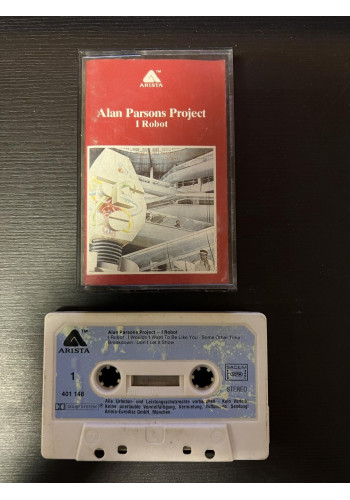 ARISTA
Alan Parsons Project
I Robot
ARISTA
Alan Parsons Project – I Robot
I Robot · I Wouldn't Want To Be Like You · Some Other Time ·
Breakdown · Don't Let It Show
1
401 148
STEREO
DOLBY SYSTEM
Alle Urheber- und Leistungsschutzrechte vorbehalten · Kein Verleih
Keine unerlaubte Vervielfältigung, Vermietung, Aufführung, Sendung!
Ariola-Eurodisc GmbH, München